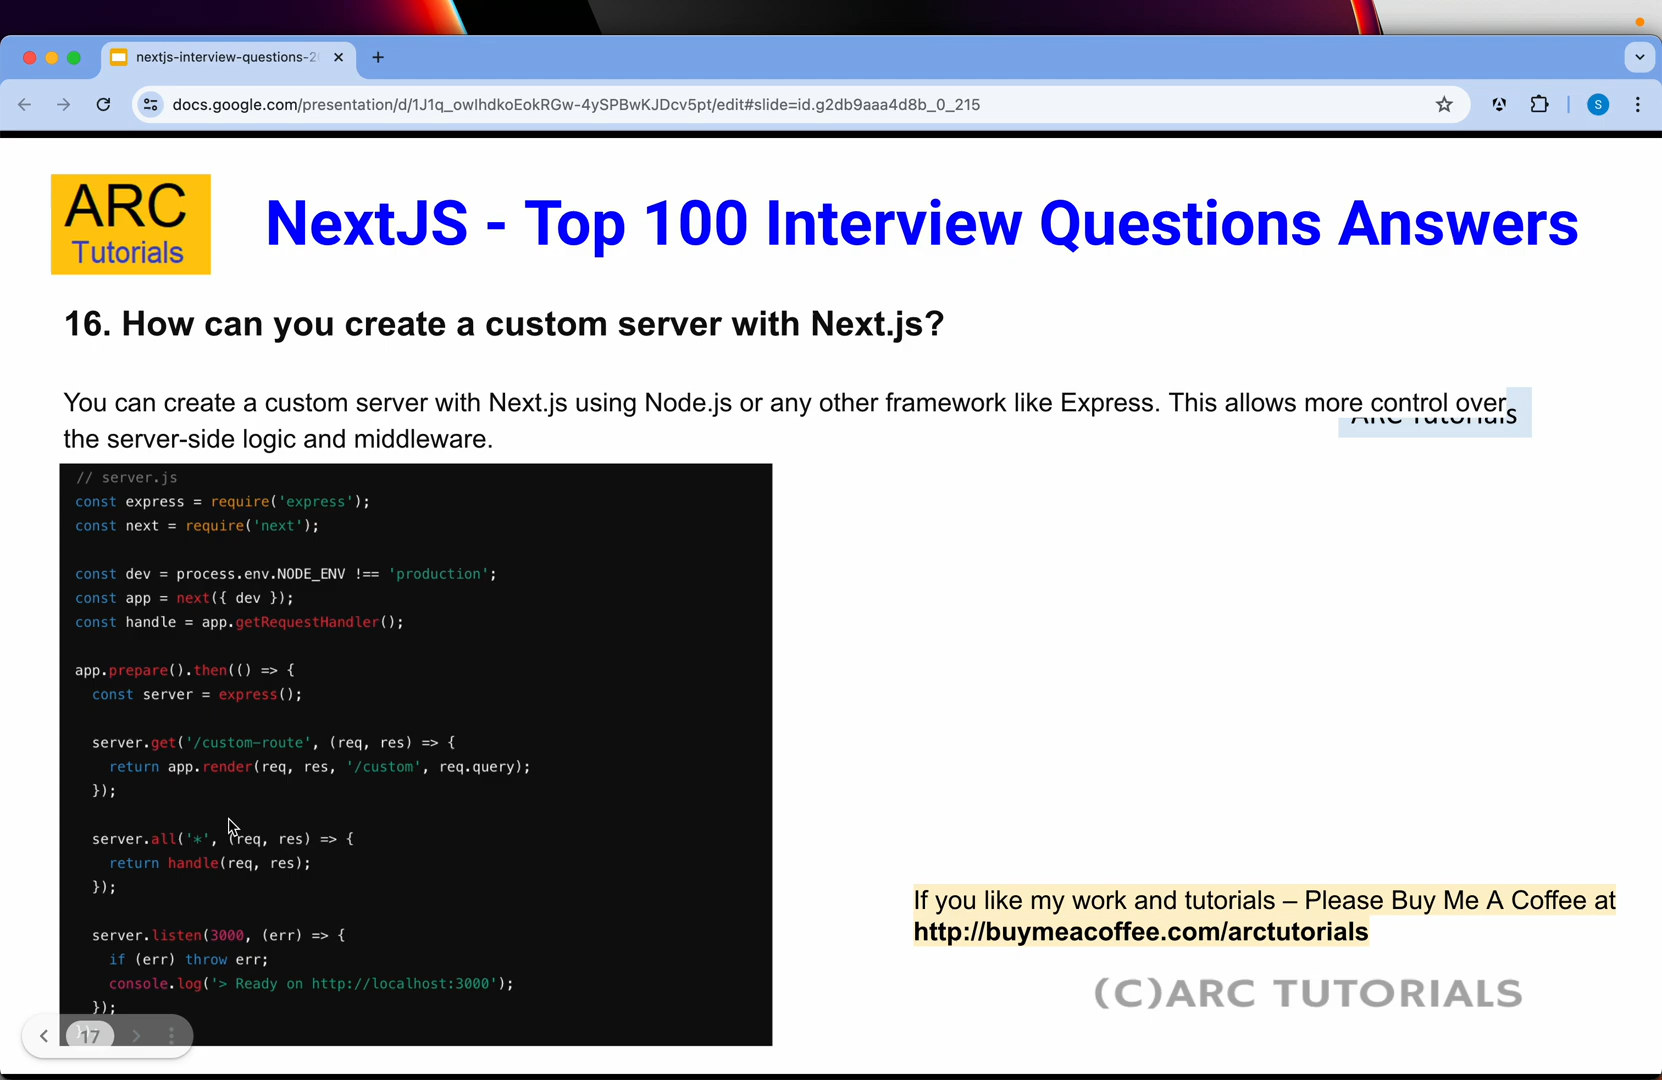 nextjs-interview-questions-2
docs.google.com/presentation/d/1J1q_owIhdkoEokRGw-4ySPBwKJDcv5pt/edit#slide=id.g2db9aaa4d8b_0_215
S
ARC
Tutorials
NextJS - Top 100 Interview Questions Answers
16. How can you create a custom server with Next.js?
You can create a custom server with Next.js using Node.js or any other framework like Express. This allows more control over
ARC Tutorials
the server-side logic and middleware.
// server.js
const express = require('express');
const next = require('next');
const dev = process.env.NODE_ENV !== 'production';
const app = next({ dev });
const handle = app.getRequestHandler();
app.prepare().then(() => {
const server = express();
server.get('/custom-route', (req, res) => {
return app.render(req, res, '/custom', req.query);
});
server.all('*', (req, res) => {
return handle(req, res);
});
server.listen(3000, (err) => {
if (err) throw err;
console.log('> Ready on http://localhost:3000');
});
});
17
If you like my work and tutorials – Please Buy Me A Coffee at
http://buymeacoffee.com/arctutorials
(C)ARC TUTORIALS